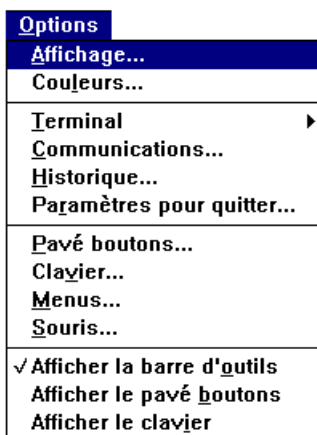 Options
Affichage...
Couleurs...
Terminal
Communications...
Historique...
Paramètres pour quitter...
Pavé boutons...
Clavier...
Menus...
Souris...
√ Afficher la barre d'outils
Afficher le pavé boutons
Afficher le clavier